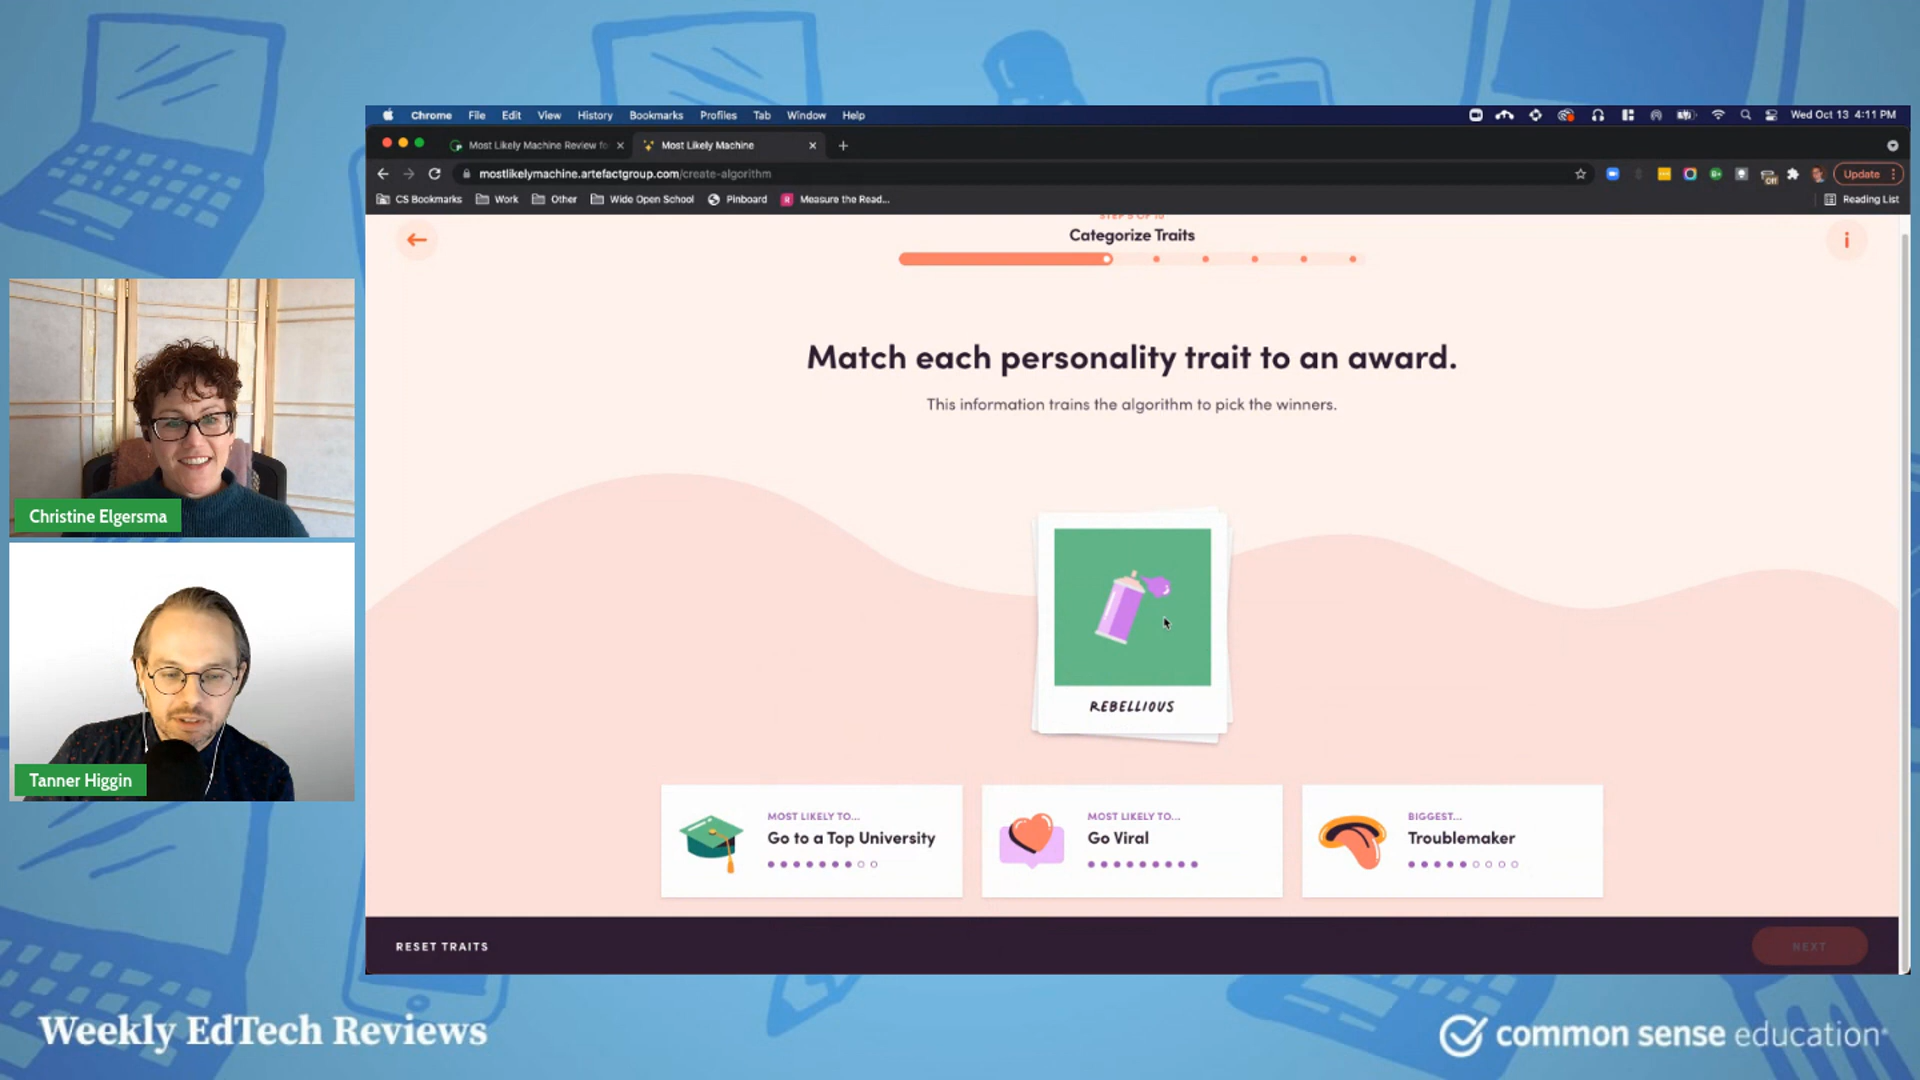 Chrome File Edit View History Bookmarks Profiles Tab Window Help Wed Oct 13 4:11 PM
Most Likely Machine Review fo Most Likely Machine
mostlikelymachine.artefactgroup.com/create-algorithm Update
CS Bookmarks Work Other Wide Open School Pinboard Measure the Read... Reading List
Categorize Traits
Match each personality trait to an award.
This information trains the algorithm to pick the winners.
REBELLIOUS
MOST LIKELY TO...
Go to a Top University
MOST LIKELY TO...
Go Viral
BIGGEST...
Troublemaker
RESET TRAITS
NEXT
Christine Elgersma
Tanner Higgin
Weekly EdTech Reviews
common sense education